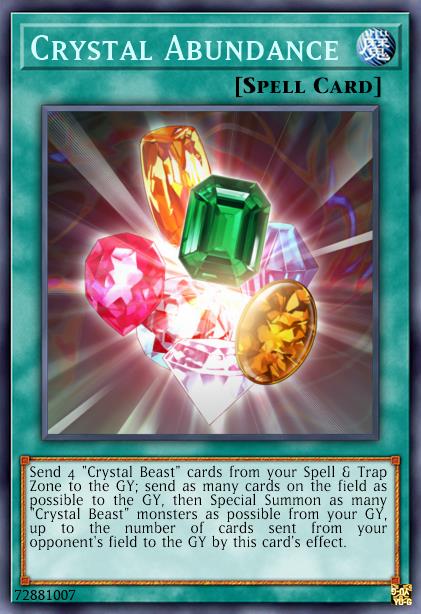 Crystal Abundance
魔
[Spell Card]
Send 4 "Crystal Beast" cards from your Spell & Trap
Zone to the GY; send as many cards on the field as
possible to the GY, then Special Summon as many
"Crystal Beast" monsters as possible from your GY,
up to the number of cards sent from your
opponent's field to the GY by this card's effect.
72881007